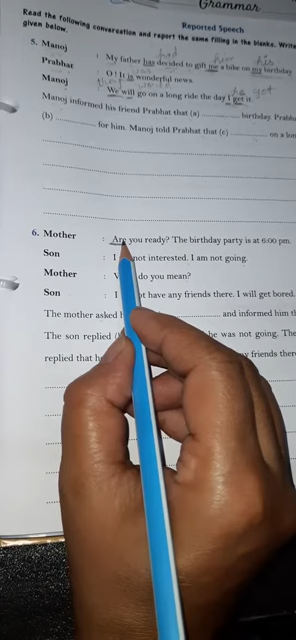 Grammar
Reported Speech
Read the following conversation and report the same filling in the blanks. Write
given below.
5. Manoj : My father has decided to gift me a bike on my birthday
had him his
Prabhat : O! It is wonderful news.
Manoj : We will go on a long ride the day I get it.
he got
Manoj informed his friend Prabhat that (a) .............. birthday.
(b) .............. for him. Manoj told Prabhat that (c) .............. on a
6. Mother : Are you ready? The birthday party is at 6:00 pm.
Son : I not interested. I am not going.
Mother : do you mean?
Son : I have any friends there. I will get bored.
The mother asked .............. and informed him
The son replied he was not going. The
replied that friends